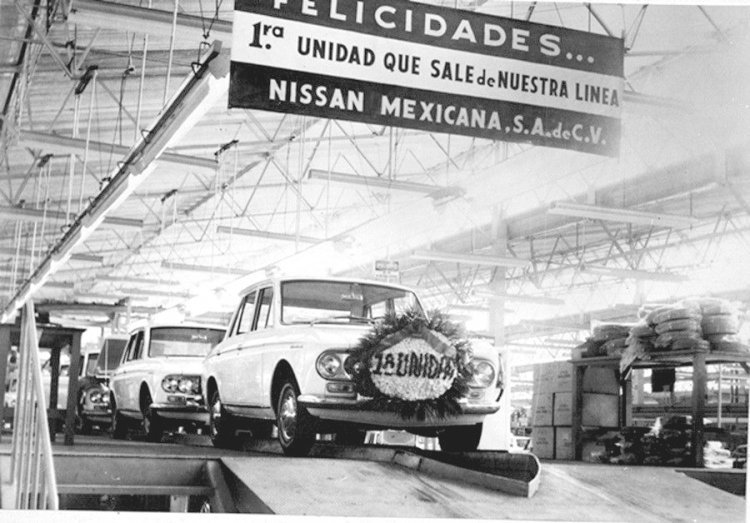 FELICIDADES...
1.ra UNIDAD QUE SALE de NUESTRA LINEA
NISSAN MEXICANA, S.A. de C.V.
1a UNIDAD